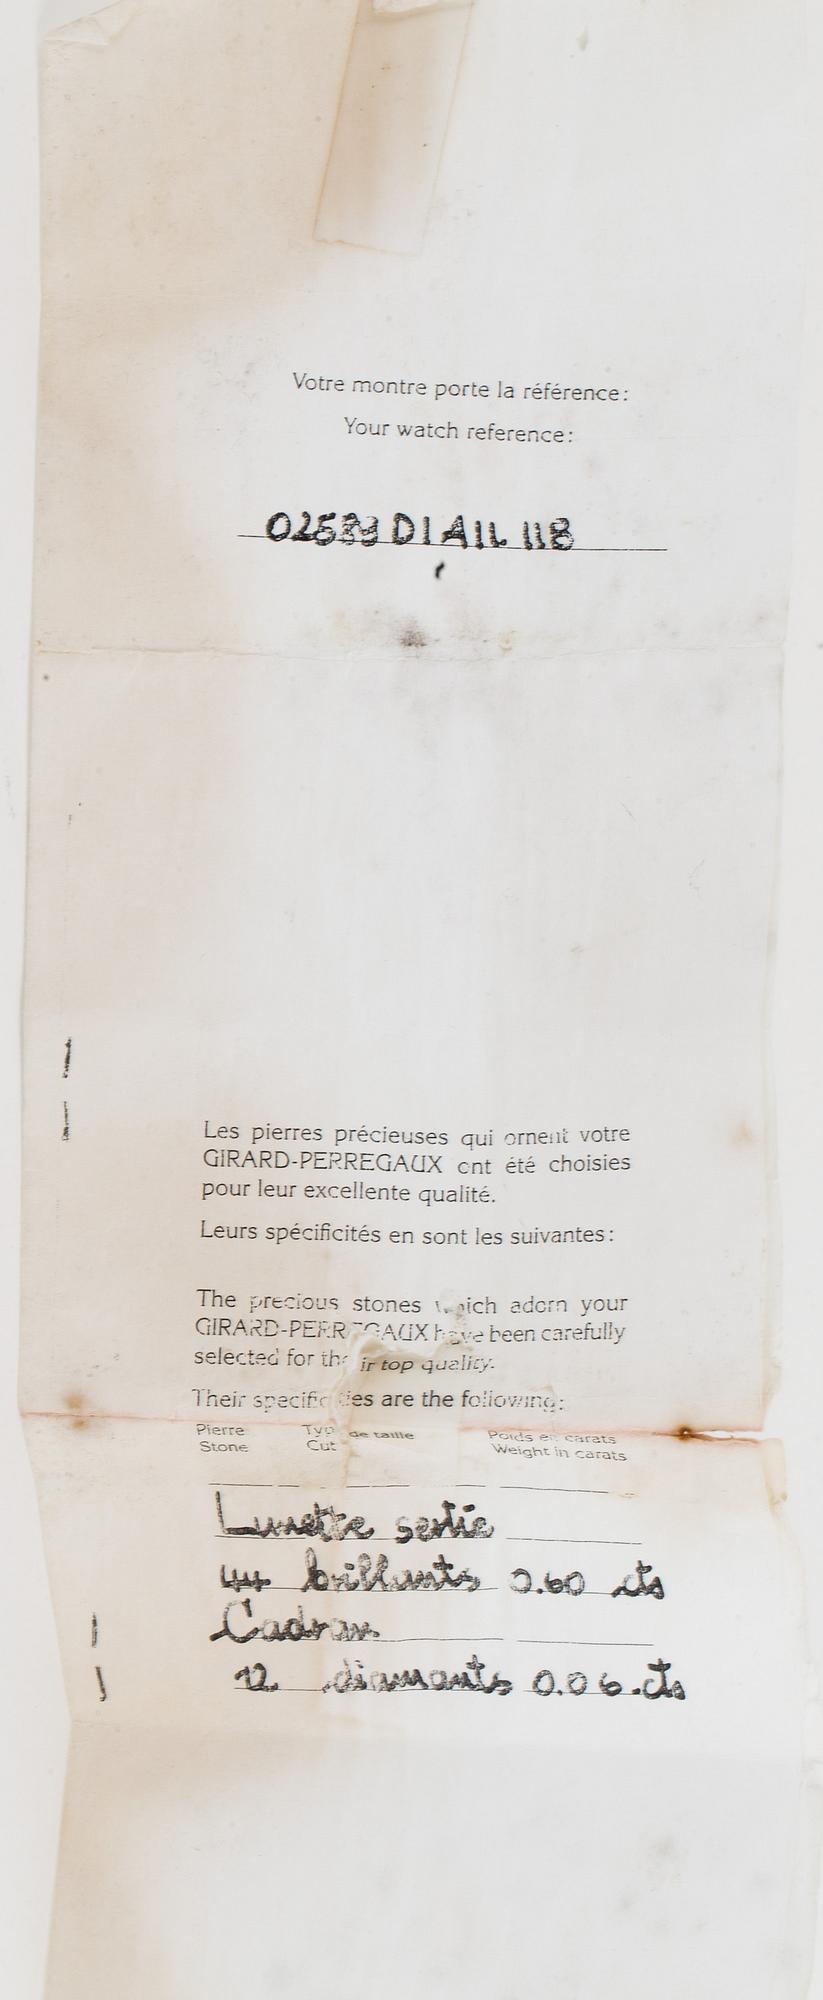 Votre montre porte la référence:
Your watch reference:
D1A11L 118
Les pierres précieuses qui ornent votre
GIRARD-PERREGAUX ont été choisies
pour leur excellente qualité.
Leurs spécificités en sont les suivantes:
The precious stones which adorn your
GIRARD-PERREGAUX have been carefully
selected for their top quality.
Their specificities are the following:
Pierre Type de taille Poids en carats
Stone Cut Weight in carats
Lunette sertie
44 brillants 0.60 cts
Cadran
12 diamants 0.06 cts